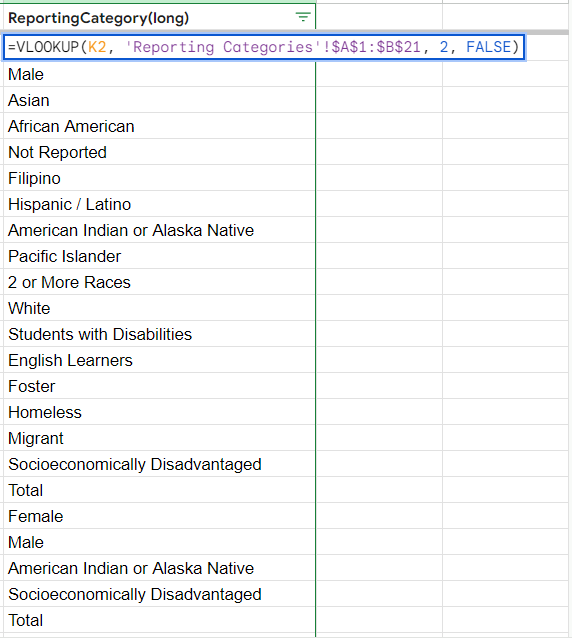 ReportingCategory(long)
=VLOOKUP(K2, 'Reporting Categories'!$A$1:$B$21, 2, FALSE)
Male
Asian
African American
Not Reported
Filipino
Hispanic / Latino
American Indian or Alaska Native
Pacific Islander
2 or More Races
White
Students with Disabilities
English Learners
Foster
Homeless
Migrant
Socioeconomically Disadvantaged
Total
Female
Male
American Indian or Alaska Native
Socioeconomically Disadvantaged
Total